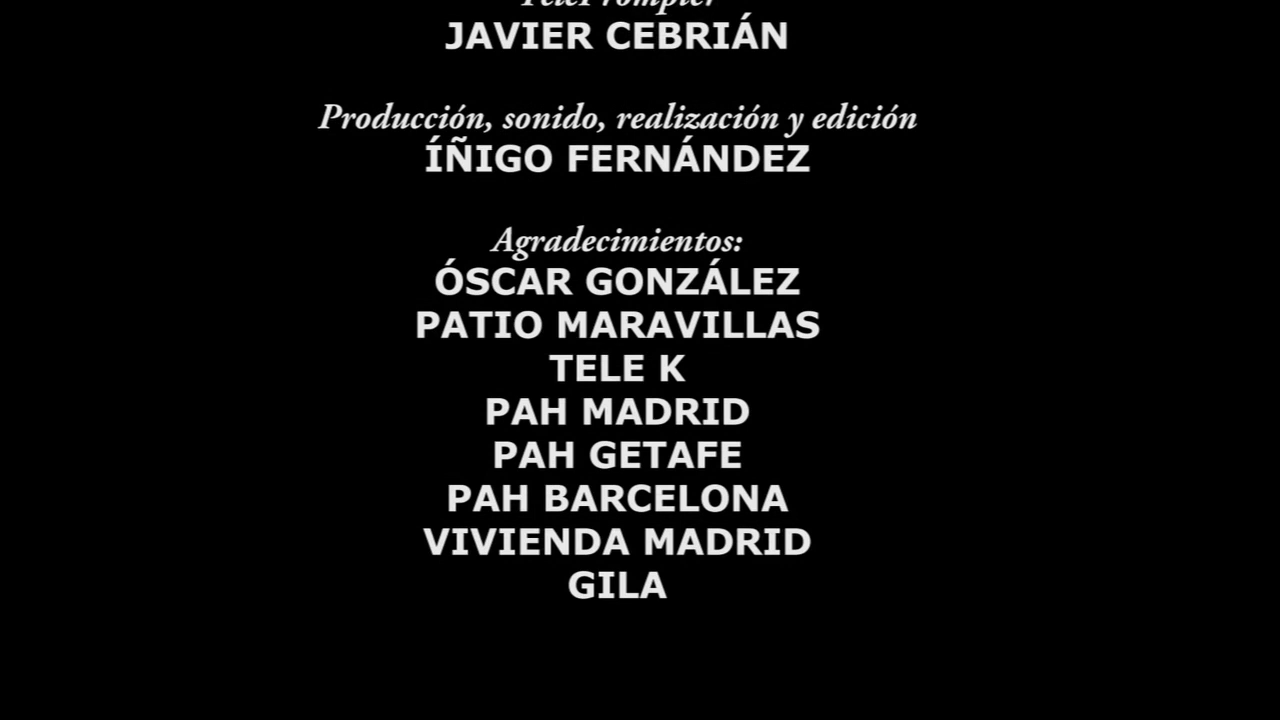 TelePrompter
JAVIER CEBRIÁN
Producción, sonido, realización y edición
ÍÑIGO FERNÁNDEZ
Agradecimientos:
ÓSCAR GONZÁLEZ
PATIO MARAVILLAS
TELE K
PAH MADRID
PAH GETAFE
PAH BARCELONA
VIVIENDA MADRID
GILA